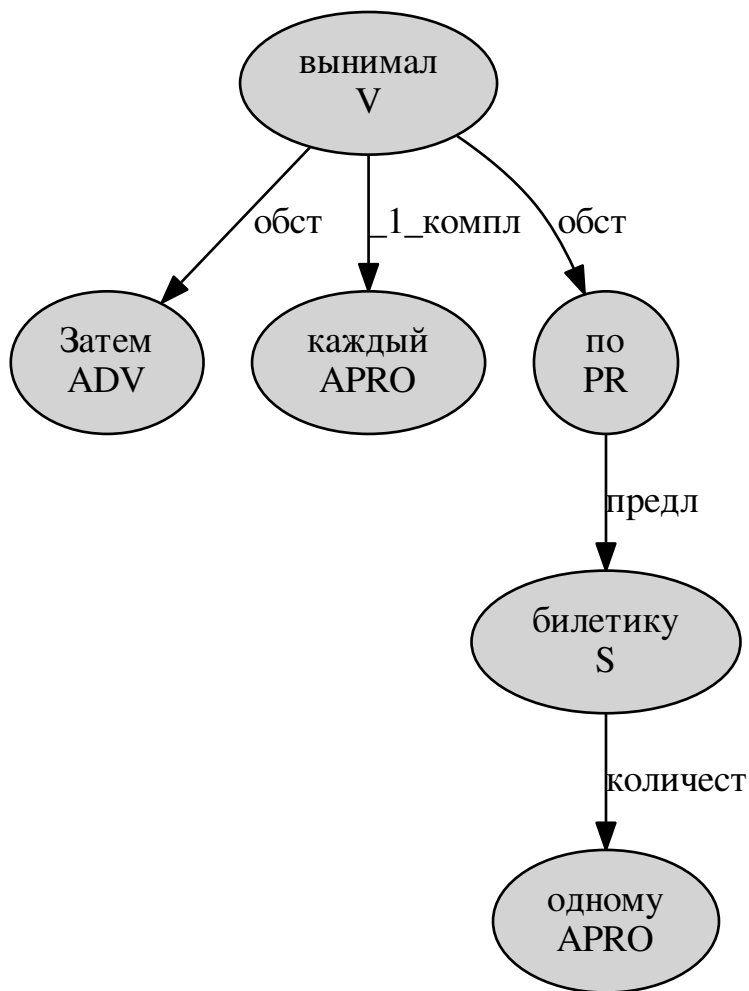 вынимал
V
обст
_1_компл
обст
Затем
ADV
каждый
APRO
по
PR
предл
билетику
S
количест
одному
APRO